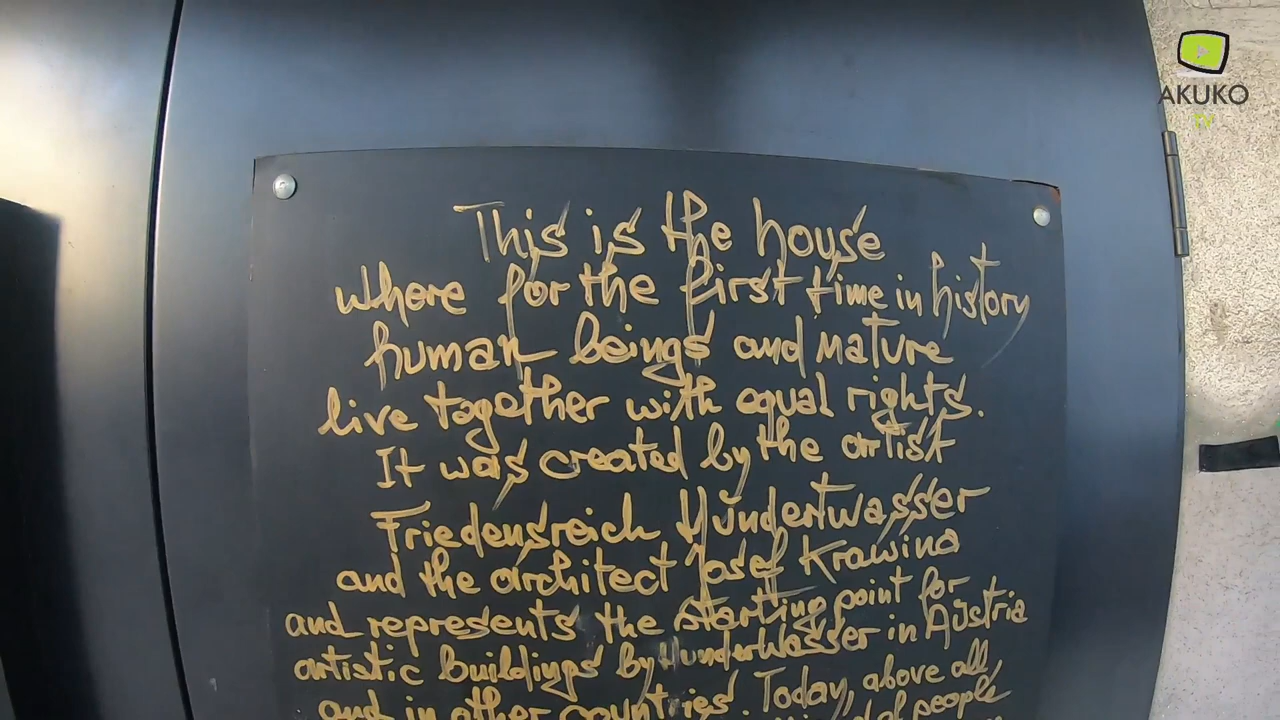 AKUKO
TV
This is the house
where for the first time in history
human beings and nature
live together with equal rights.
It was created by the artist
Friedensreich Hundertwasser
and the architect Josef Krawina
and represents the starting point for
artistic buildings by Hundertwasser in Austria
and in other countries. Today, above all,
of people